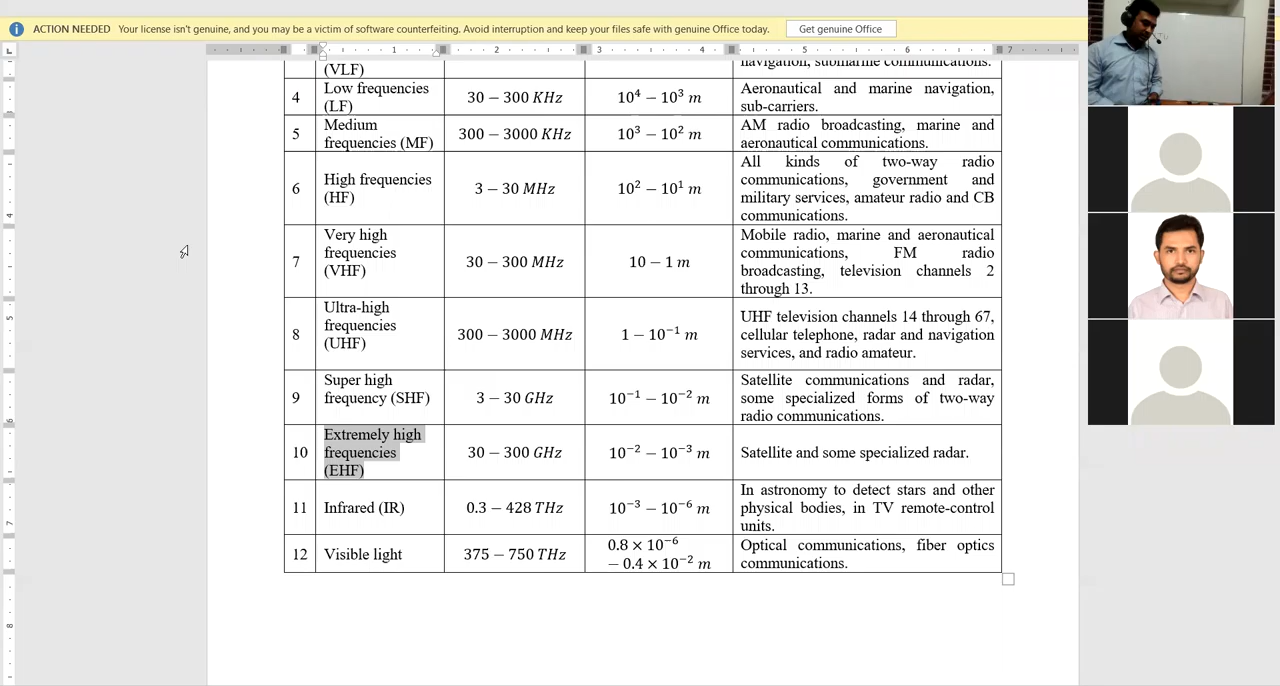 ACTION NEEDED Your license isn't genuine, and you may be a victim of software counterfeiting. Avoid interruption and keep your files safe with genuine Office today. Get genuine Office
1 2 3 4 5 6 7
(VLF) navigation, submarine communications.
4 Low frequencies (LF) 30 – 300 KHz 10⁴ – 10³ m Aeronautical and marine navigation,
sub-carriers.
5 Medium frequencies (MF) 300 – 3000 KHz 10³ – 10² m AM radio broadcasting, marine and
aeronautical communications.
6 High frequencies (HF) 3 – 30 MHz 10² – 10¹ m All kinds of two-way radio
communications, government and
military services, amateur radio and CB
communications.
7 Very high frequencies (VHF) 30 – 300 MHz 10 – 1 m Mobile radio, marine and aeronautical
communications, FM radio
broadcasting, television channels 2
through 13.
8 Ultra-high frequencies (UHF) 300 – 3000 MHz 1 – 10⁻¹ m UHF television channels 14 through 67,
cellular telephone, radar and navigation
services, and radio amateur.
9 Super high frequency (SHF) 3 – 30 GHz 10⁻¹ – 10⁻² m Satellite communications and radar,
some specialized forms of two-way
radio communications.
10 Extremely high frequencies (EHF) 30 – 300 GHz 10⁻² – 10⁻³ m Satellite and some specialized radar.
11 Infrared (IR) 0.3 – 428 THz 10⁻³ – 10⁻⁶ m In astronomy to detect stars and other
physical bodies, in TV remote-control
units.
12 Visible light 375 – 750 THz 0.8 × 10⁻⁶ – 0.4 × 10⁻² m Optical communications, fiber optics
communications.